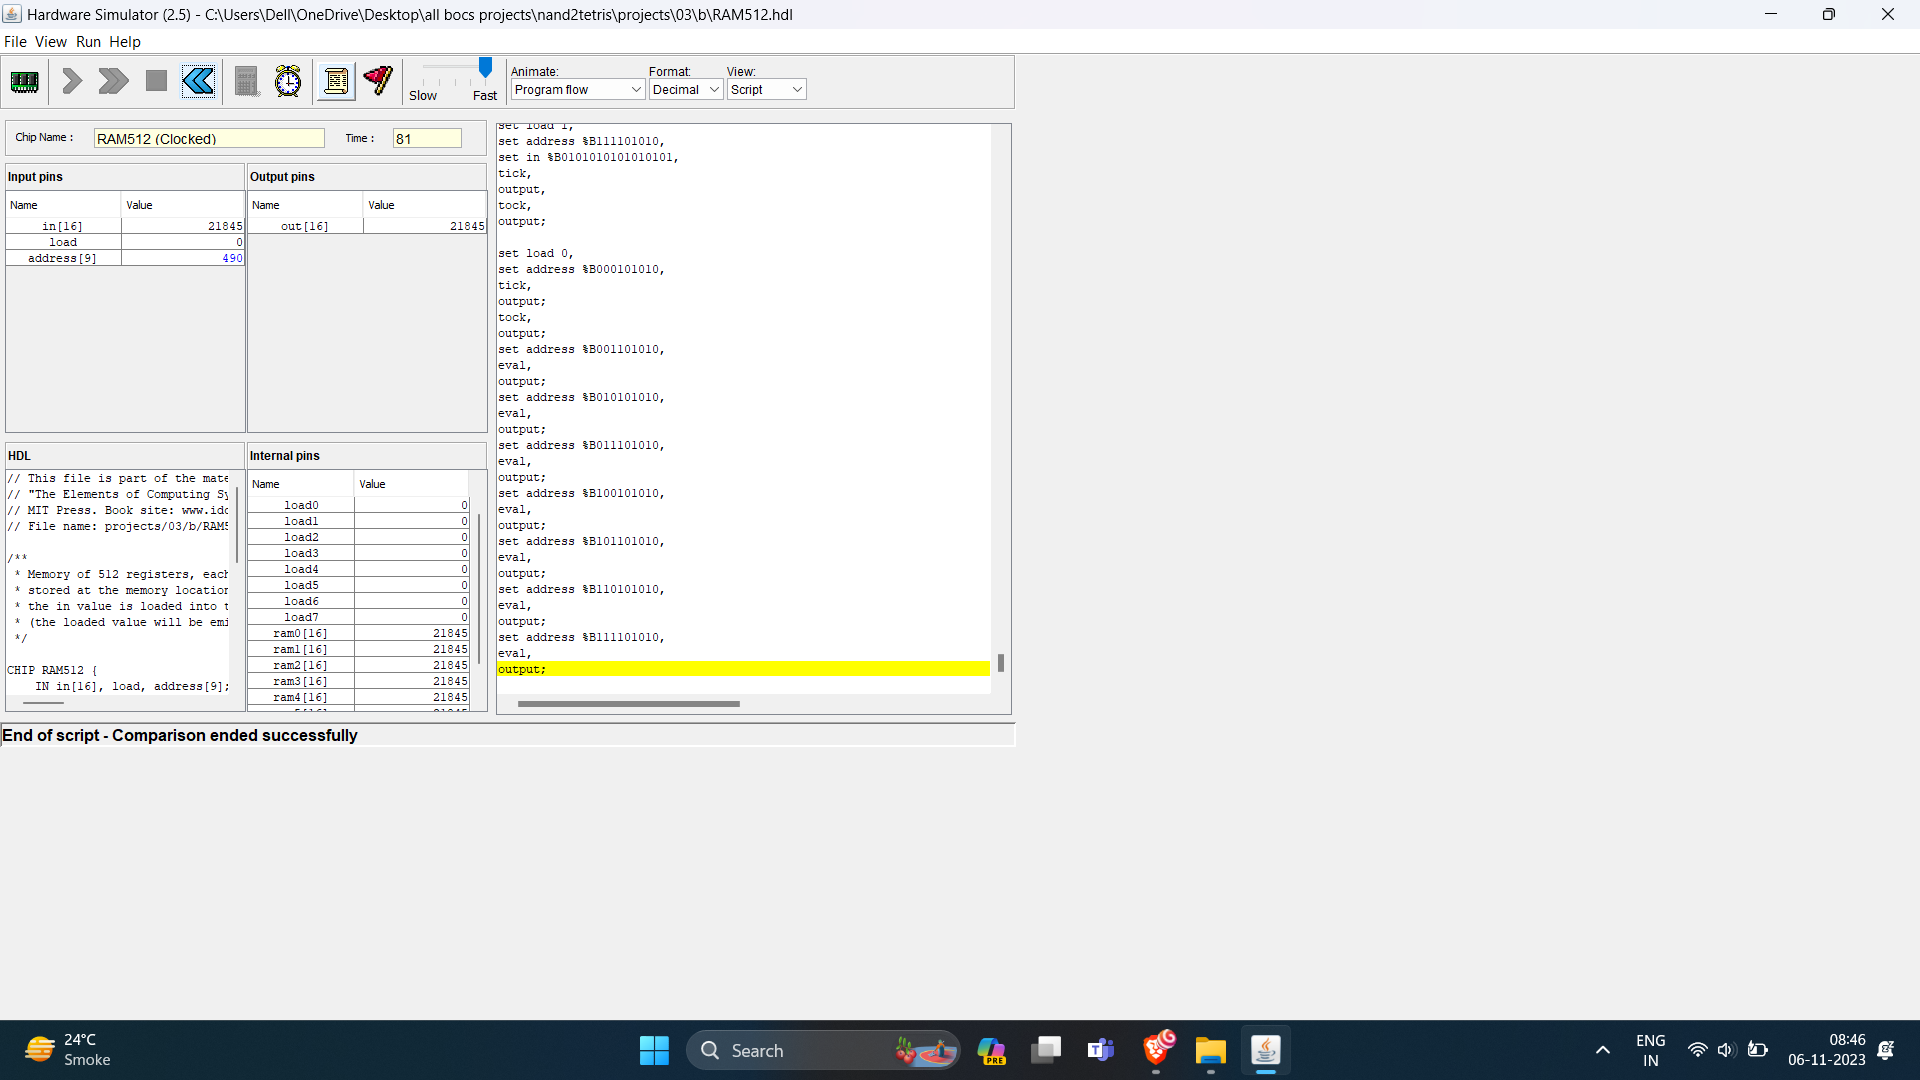 Hardware Simulator (2.5) - C:\Users\Dell\OneDrive\Desktop\all bocs projects\nand2tetris\projects\03\b\RAM512.hdl
File View Run Help
Slow Fast
Animate: Format: View:
Program flow Decimal Script
Chip Name : RAM512 (Clocked) Time : 81
Input pins
Name Value
in[16] 21845
load 0
address[9] 490
Output pins
Name Value
out[16] 21845
HDL
// This file is part of the mate
// "The Elements of Computing Sy
// MIT Press. Book site: www.idc
// File name: projects/03/b/RAM5
/**
* Memory of 512 registers, each
* stored at the memory location
* the in value is loaded into t
* (the loaded value will be emi
*/
CHIP RAM512 {
IN in[16], load, address[9];
Internal pins
Name Value
load0 0
load1 0
load2 0
load3 0
load4 0
load5 0
load6 0
load7 0
ram0[16] 21845
ram1[16] 21845
ram2[16] 21845
ram3[16] 21845
ram4[16] 21845
set load 1,
set address %B111101010,
set in %B0101010101010101,
tick,
output,
tock,
output;
set load 0,
set address %B000101010,
tick,
output;
tock,
output;
set address %B001101010,
eval,
output;
set address %B010101010,
eval,
output;
set address %B011101010,
eval,
output;
set address %B100101010,
eval,
output;
set address %B101101010,
eval,
output;
set address %B110101010,
eval,
output;
set address %B111101010,
eval,
output;
End of script - Comparison ended successfully
24°C
Smoke
Search
PRE
ENG
IN
08:46
06-11-2023